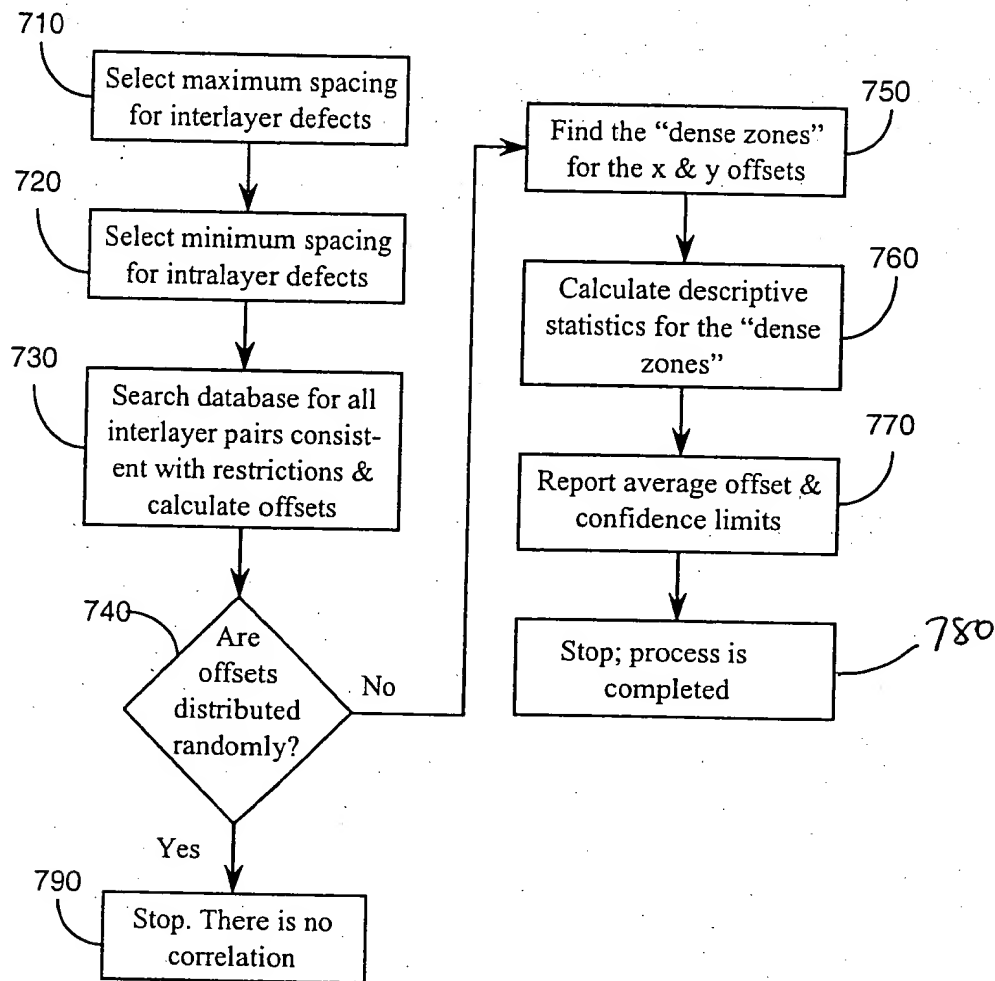 710
Select maximum spacing
for interlayer defects
720
Select minimum spacing
for intralayer defects
730
Search database for all
interlayer pairs consist-
ent with restrictions &
calculate offsets
740
Are
offsets
distributed
randomly?
No
Yes
790
Stop. There is no
correlation
750
Find the “dense zones”
for the x & y offsets
760
Calculate descriptive
statistics for the “dense
zones”
770
Report average offset &
confidence limits
780
Stop; process is
completed